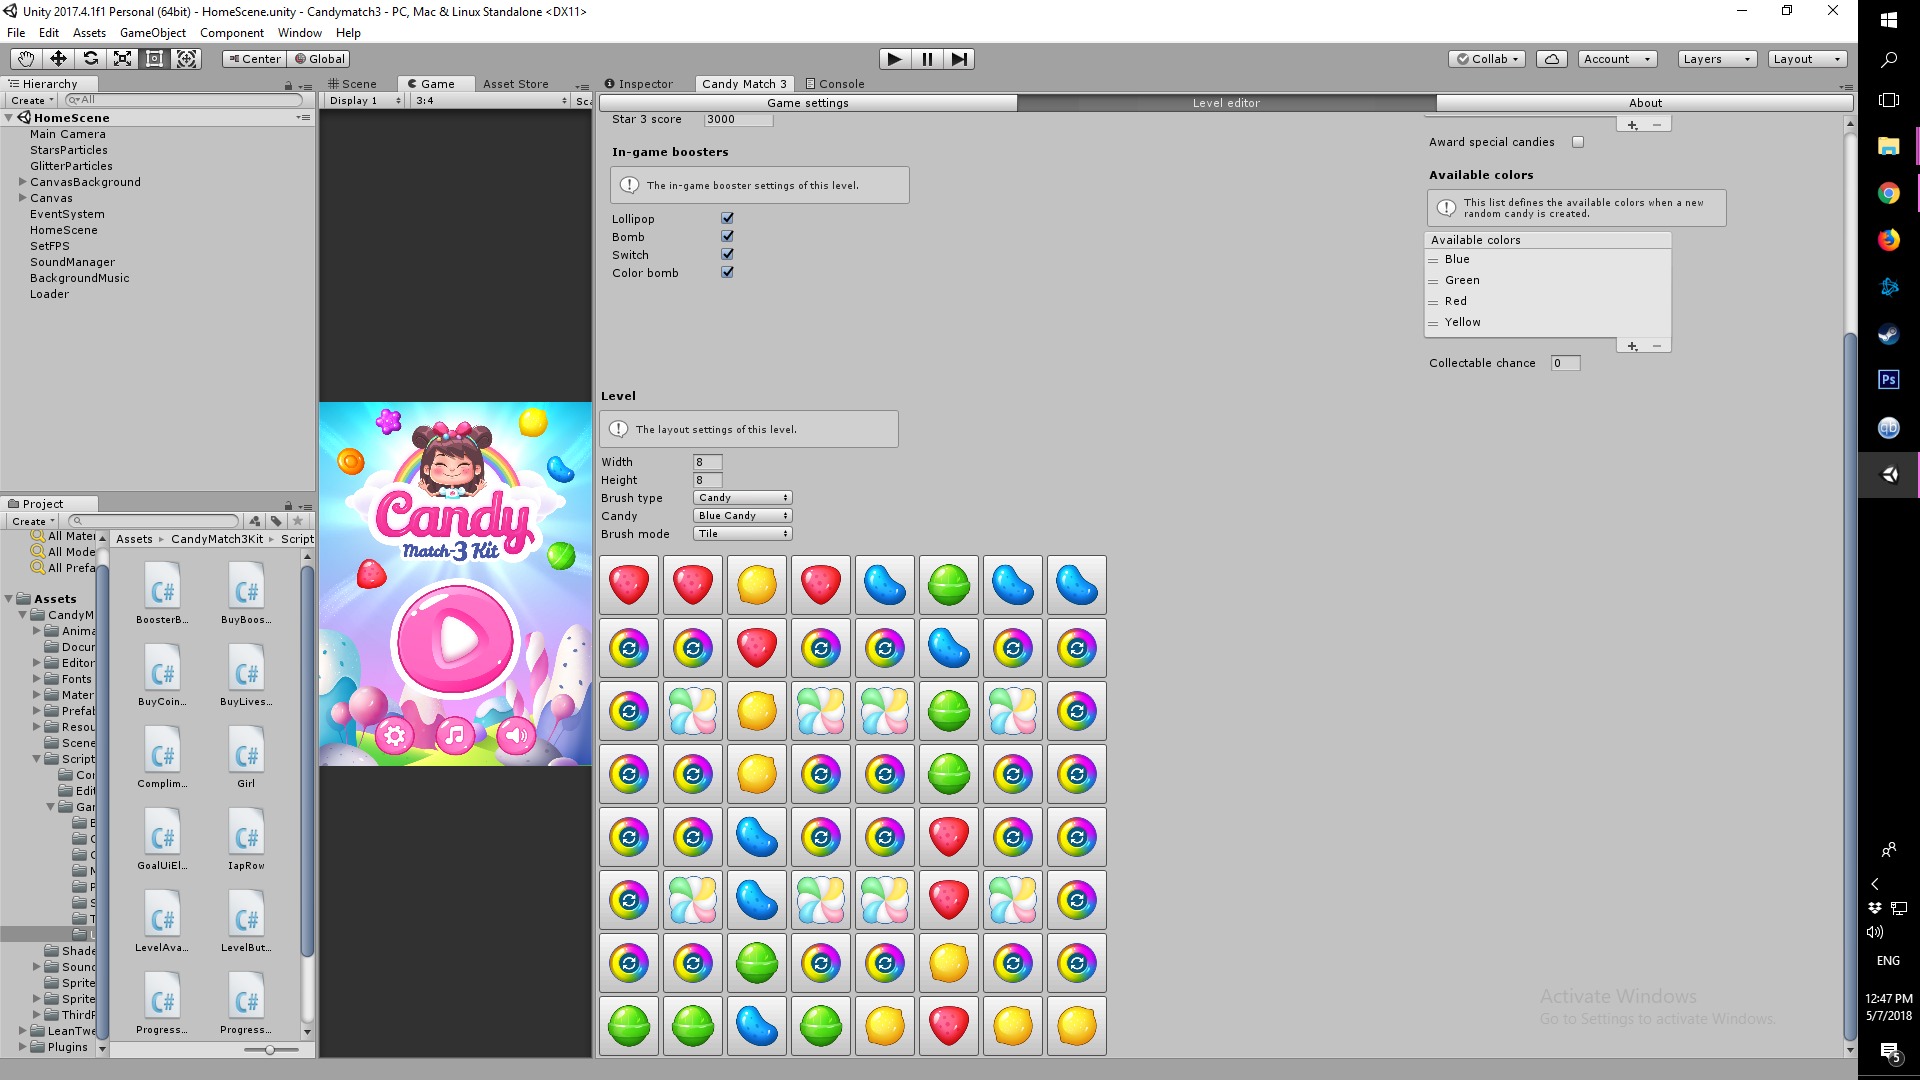 Unity 2017.4.1f1 Personal (64bit) - HomeScene.unity - Candymatch3 - PC, Mac & Linux Standalone <DX11>
File Edit Assets GameObject Component Window Help
Center Global
Collab Account Layers Layout
Hierarchy
Create All
HomeScene
Main Camera
StarsParticles
GlitterParticles
CanvasBackground
Canvas
EventSystem
HomeScene
SetFPS
SoundManager
BackgroundMusic
Loader
Project
Create
All Mater
All Mode
All Prefa
Assets
CandyM
Anima
Docur
Editor
Fonts
Mater
Prefab
Resou
Scene
Script
Cor
Edit
Gar
Shade
Sound
Sprite
Sprite
ThirdF
LeanTwe
Plugins
Assets CandyMatch3Kit Script
BoosterB... BuyBoos...
BuyCoin... BuyLives...
Complim... Girl
GoalUiEl... IapRow
LevelAva... LevelBut...
Progress... Progress...
Scene Game Asset Store
Display 1 3:4 Sca
Candy
Match-3 Kit
Inspector Candy Match 3 Console
Game settings Level editor About
Star 3 score 3000
In-game boosters
The in-game booster settings of this level.
Lollipop
Bomb
Switch
Color bomb
Award special candies
Available colors
This list defines the available colors when a new
random candy is created.
Available colors
Blue
Green
Red
Yellow
Collectable chance 0
Level
The layout settings of this level.
Width 8
Height 8
Brush type Candy
Candy Blue Candy
Brush mode Tile
Activate Windows
Go to Settings to activate Windows.
Ps
qb
ENG
12:47 PM
5/7/2018
5